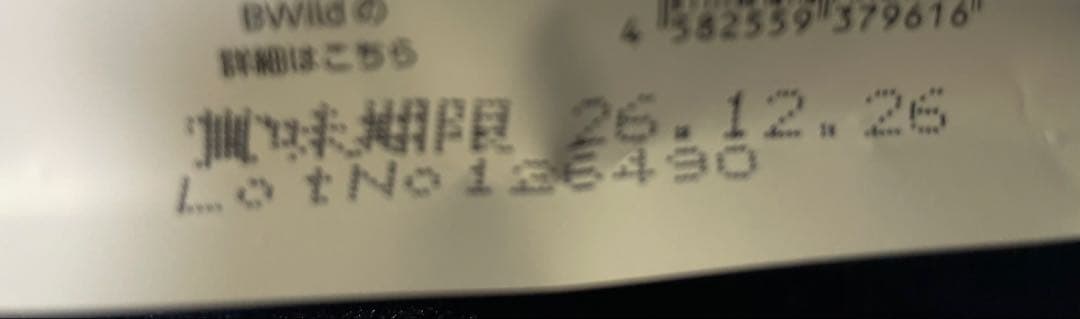 BWildの
詳細はこちら
4 582559 379616
賞味期限 26.12.26
LotNo